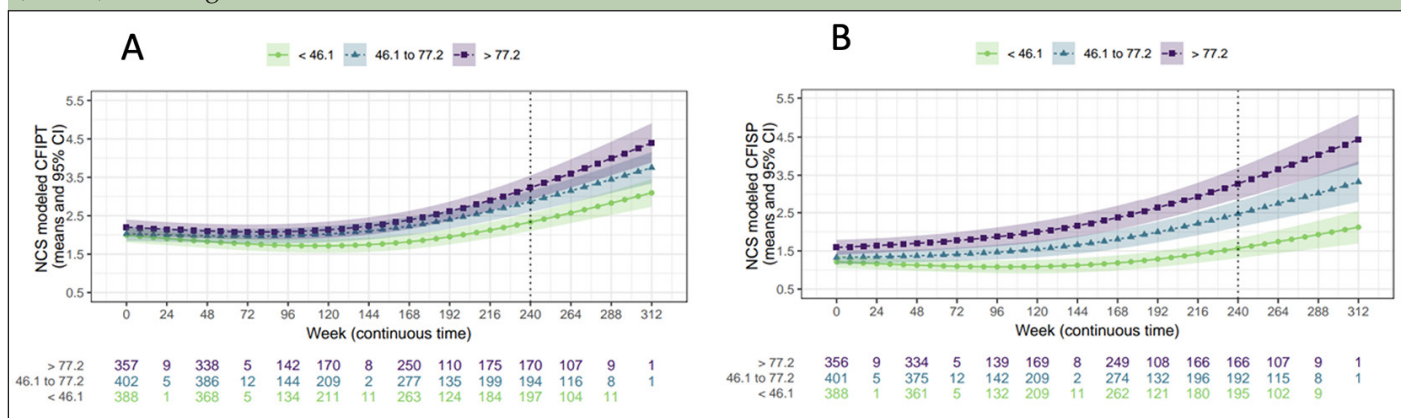 A
< 46.1 46.1 to 77.2 > 77.2
NCS modeled CFIPT
(means and 95% CI)
5.5
4.5
3.5
2.5
1.5
0.5
0 24 48 72 96 120 144 168 192 216 240 264 288 312
Week (continuous time)
> 77.2 357 9 338 5 142 170 8 250 110 175 170 107 9 1
46.1 to 77.2 402 5 386 12 144 209 2 277 135 199 194 116 8 1
< 46.1 388 1 368 5 134 211 11 263 124 184 197 104 11
B
< 46.1 46.1 to 77.2 > 77.2
NCS modeled CFISP
(means and 95% CI)
5.5
4.5
3.5
2.5
1.5
0.5
0 24 48 72 96 120 144 168 192 216 240 264 288 312
Week (continuous time)
> 77.2 356 9 334 5 139 169 8 249 108 166 166 107 9 1
46.1 to 77.2 401 5 375 12 142 209 2 274 132 196 192 115 8 1
< 46.1 388 1 361 5 132 209 11 262 121 180 195 102 9